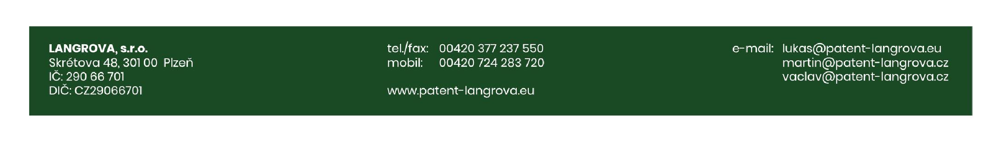 LANGROVA, s.r.o.
Skrétova 48, 301 00 Plzeň
IČ: 290 66 701
DIČ: CZ29066701
tel./fax: 00420 377 237 550
mobil: 00420 724 283 720
www.patent-langrova.eu
e-mail: lukas@patent-langrova.eu
martin@patent-langrova.cz
vaclav@patent-langrova.cz